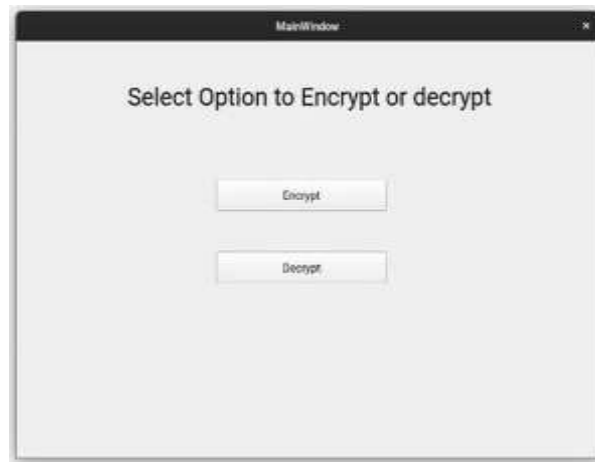 MainWindow
Select Option to Encrypt or decrypt
Encrypt
Decrypt